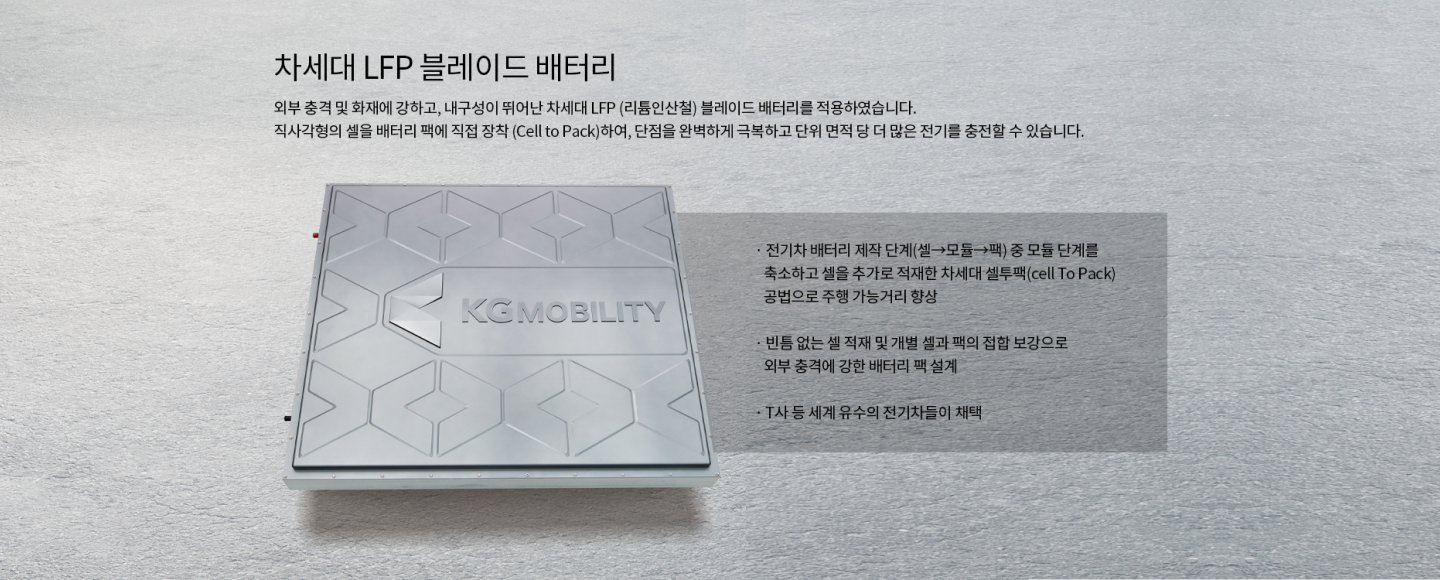 차세대 LFP 블레이드 배터리
외부 충격 및 화재에 강하고, 내구성이 뛰어난 차세대 LFP (리튬인산철) 블레이드 배터리를 적용하였습니다.
직사각형의 셀을 배터리 팩에 직접 장착 (Cell to Pack)하여, 단점을 완벽하게 극복하고 단위 면적 당 더 많은 전기를 충전할 수 있습니다.
KG MOBILITY
· 전기차 배터리 제작 단계(셀→모듈→팩) 중 모듈 단계를
축소하고 셀을 추가로 적재한 차세대 셀투팩(cell To Pack)
공법으로 주행 가능거리 향상
· 빈틈 없는 셀 적재 및 개별 셀과 팩의 접합 보강으로
외부 충격에 강한 배터리 팩 설계
· T사 등 세계 유수의 전기차들이 채택